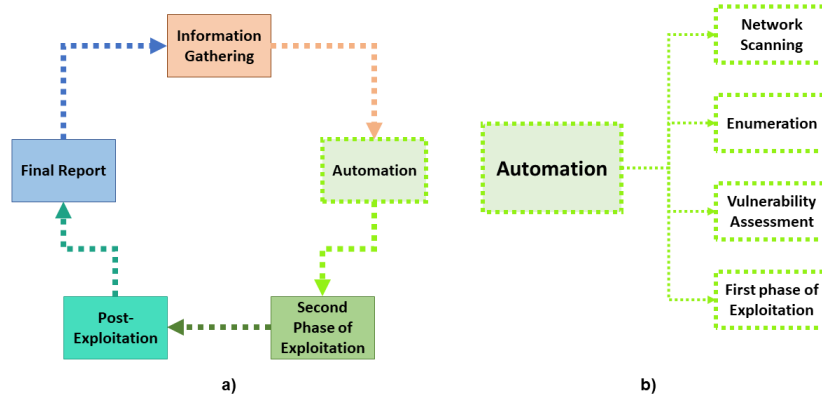 Information
Gathering
Final Report
Automation
Post-
Exploitation
Second
Phase of
Exploitation
a)
Automation
Network
Scanning
Enumeration
Vulnerability
Assessment
First phase of
Exploitation
b)